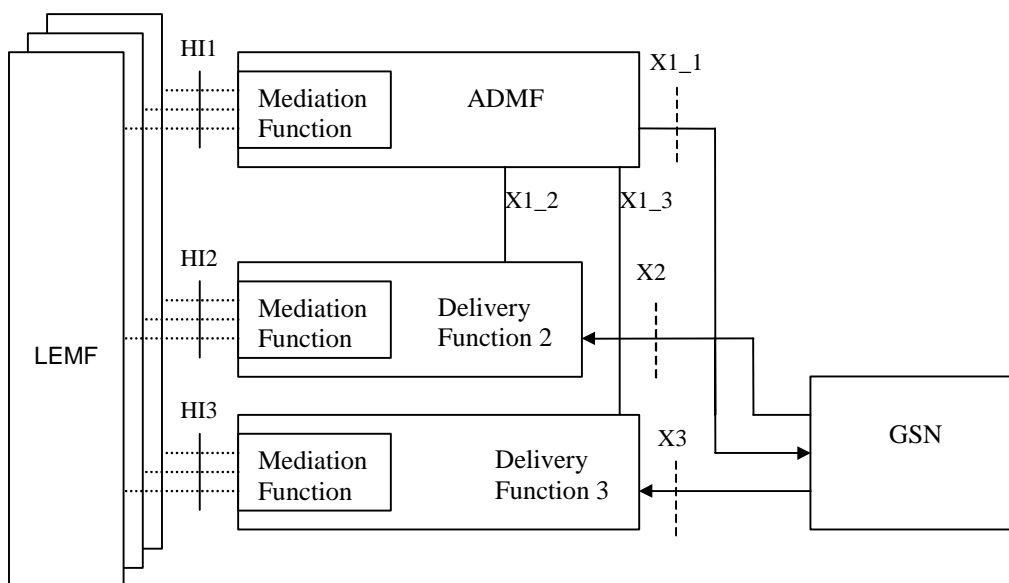 HI1
X1_1
Mediation
Function
ADMF
X1_2
X1_3
HI2
X2
Mediation
Function
Delivery
Function 2
LEMF
HI3
X3
GSN
Mediation
Function
Delivery
Function 3